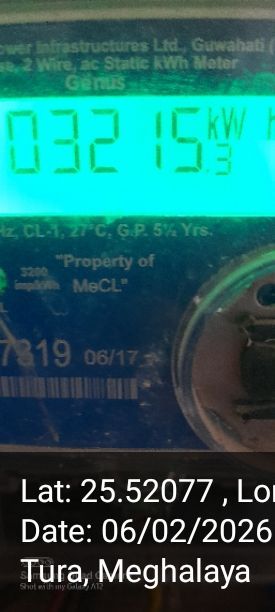 ower Infrastructures Ltd., Guwahati
se, 2 Wire, ac Static kWh Meter
Genus
03215.3 kW h
Hz, CL-1, 27°C, G.P. 5½ Yrs.
3200
imp/kWh
"Property of
MeCL"
7319 06/17
Lat: 25.52077 , Lon
Date: 06/02/2026
Tura, Meghalaya
Shot with my Galaxy A12